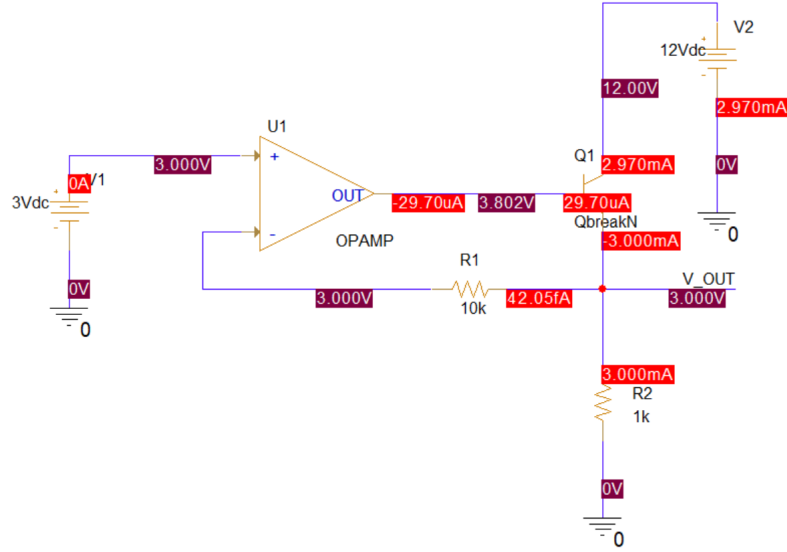 V2
12Vdc
12.00V
2.970mA
U1
+
3.000V
Q1
2.970mA
0V
0A
V1
3Vdc
OUT
-29.70uA
3.802V
29.70uA
QbreakN
-
OPAMP
-3.000mA
0
R1
0V
3.000V
10k
42.05fA
V_OUT
3.000V
0
3.000mA
R2
1k
0V
0